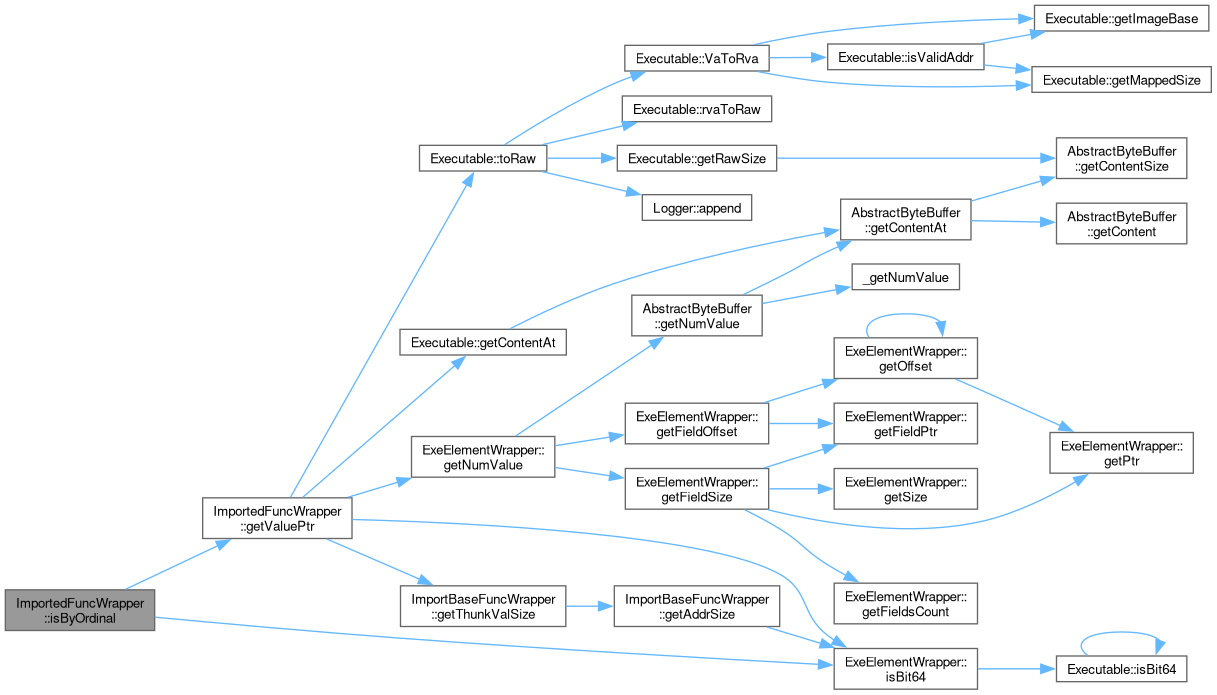 Executable::getImageBase
Executable::VaToRva
Executable::isValidAddr
Executable::getMappedSize
Executable::rvaToRaw
Executable::toRaw
Executable::getRawSize
AbstractByteBuffer
::getContentSize
Logger::append
AbstractByteBuffer
::getContentAt
AbstractByteBuffer
::getContent
_getNumValue
AbstractByteBuffer
::getNumValue
Executable::getContentAt
ExeElementWrapper::
getOffset
ExeElementWrapper::
getFieldOffset
ExeElementWrapper::
getFieldPtr
ExeElementWrapper::
getPtr
ExeElementWrapper::
getNumValue
ExeElementWrapper::
getFieldSize
ExeElementWrapper::
getSize
ImportedFuncWrapper
::getValuePtr
ImportedFuncWrapper
::isByOrdinal
ImportBaseFuncWrapper
::getThunkValSize
ImportBaseFuncWrapper
::getAddrSize
ExeElementWrapper::
getFieldsCount
ExeElementWrapper::
isBit64
Executable::isBit64